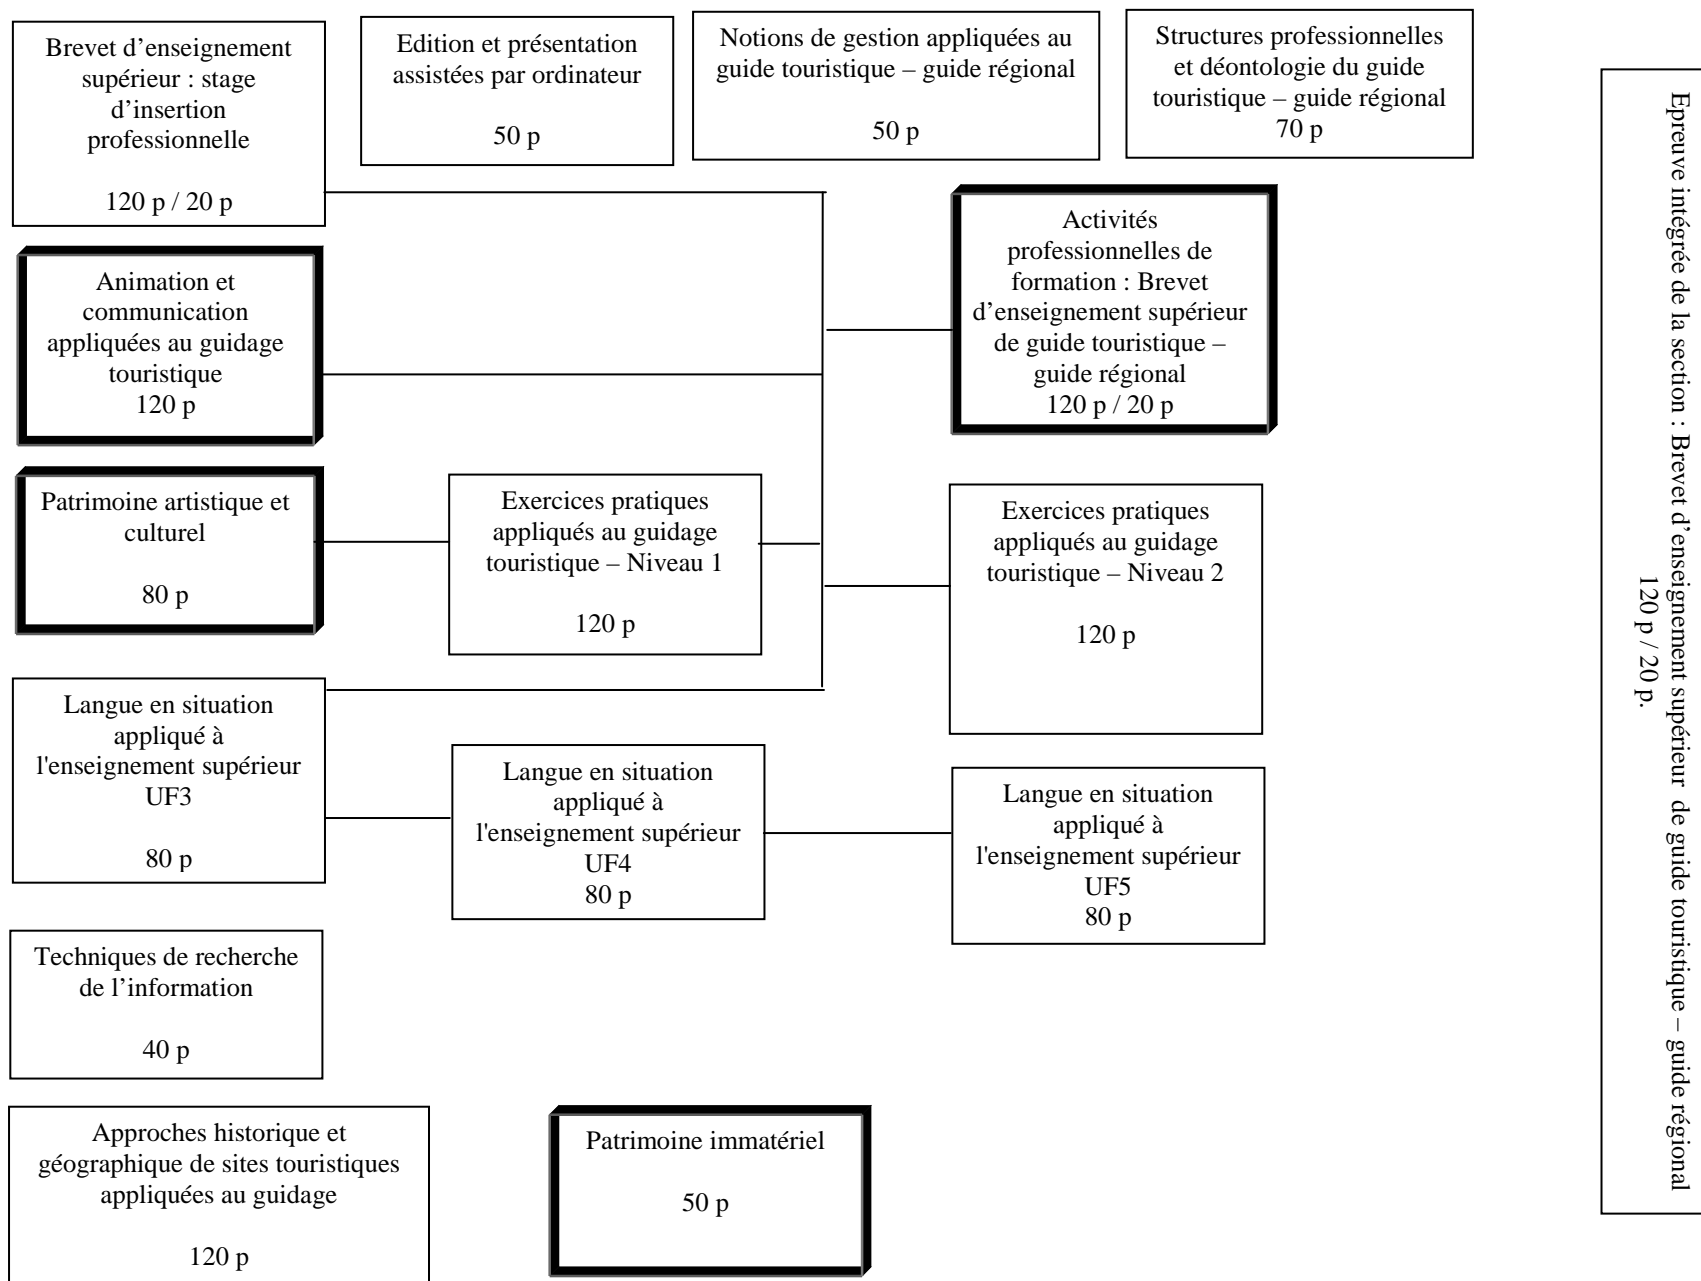 Brevet d’enseignement
supérieur : stage
d’insertion
professionnelle
120 p / 20 p
Edition et présentation
assistées par ordinateur
50 p
Notions de gestion appliquées au
guide touristique – guide régional
50 p
Structures professionnelles
et déontologie du guide
touristique – guide régional
70 p
Animation et
communication
appliquées au guidage
touristique
120 p
Activités
professionnelles de
formation : Brevet
d’enseignement supérieur
de guide touristique –
guide régional
120 p / 20 p
Patrimoine artistique et
culturel
80 p
Exercices pratiques
appliqués au guidage
touristique – Niveau 1
120 p
Exercices pratiques
appliqués au guidage
touristique – Niveau 2
120 p
Langue en situation
appliqué à
l'enseignement supérieur
UF3
80 p
Langue en situation
appliqué à
l'enseignement supérieur
UF4
80 p
Langue en situation
appliqué à
l'enseignement supérieur
UF5
80 p
Techniques de recherche
de l’information
40 p
Approches historique et
géographique de sites touristiques
appliquées au guidage
120 p
Patrimoine immatériel
50 p
Epreuve intégrée de la section : Brevet d’enseignement supérieur de guide touristique – guide régional
120 p / 20 p.